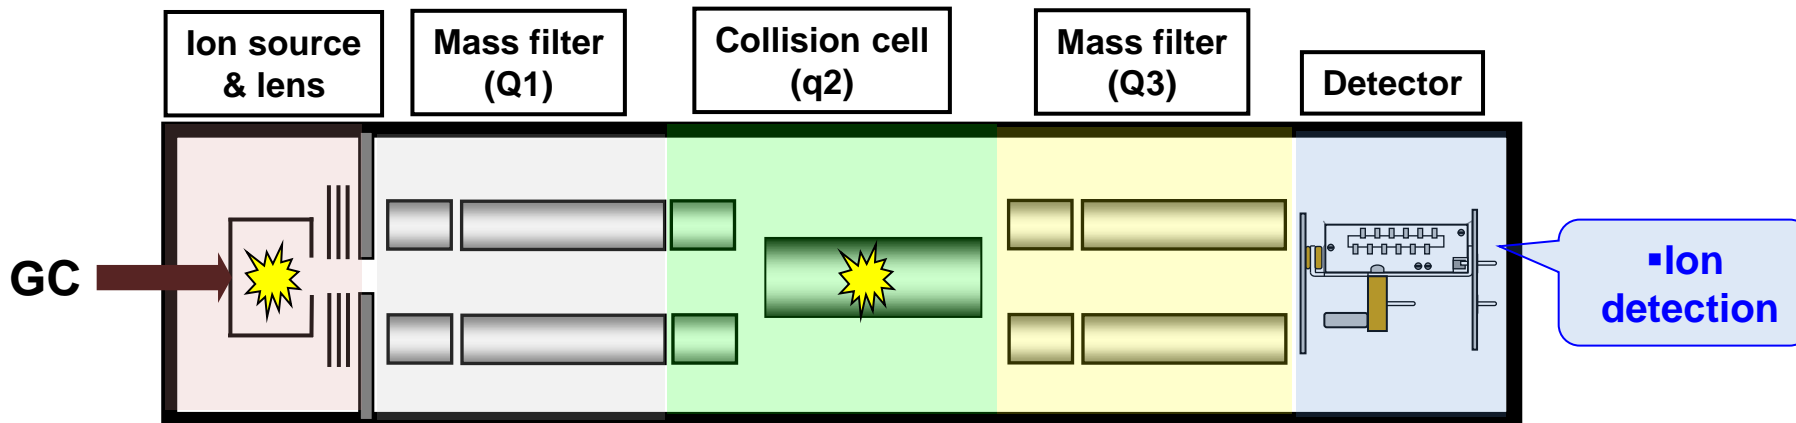 Ion source
& lens
Mass filter
(Q1)
Collision cell
(q2)
Mass filter
(Q3)
Detector
GC
▪Ion
detection